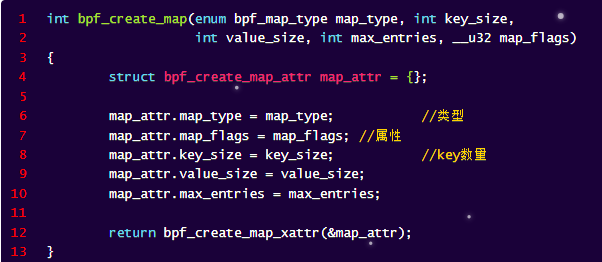 1 int bpf_create_map(enum bpf_map_type map_type, int key_size,
2 int value_size, int max_entries, __u32 map_flags)
3 {
4 struct bpf_create_map_attr map_attr = {};
5
6 map_attr.map_type = map_type; //类型
7 map_attr.map_flags = map_flags; //属性
8 map_attr.key_size = key_size; //key数量
9 map_attr.value_size = value_size;
10 map_attr.max_entries = max_entries;
11
12 return bpf_create_map_xattr(&map_attr);
13 }